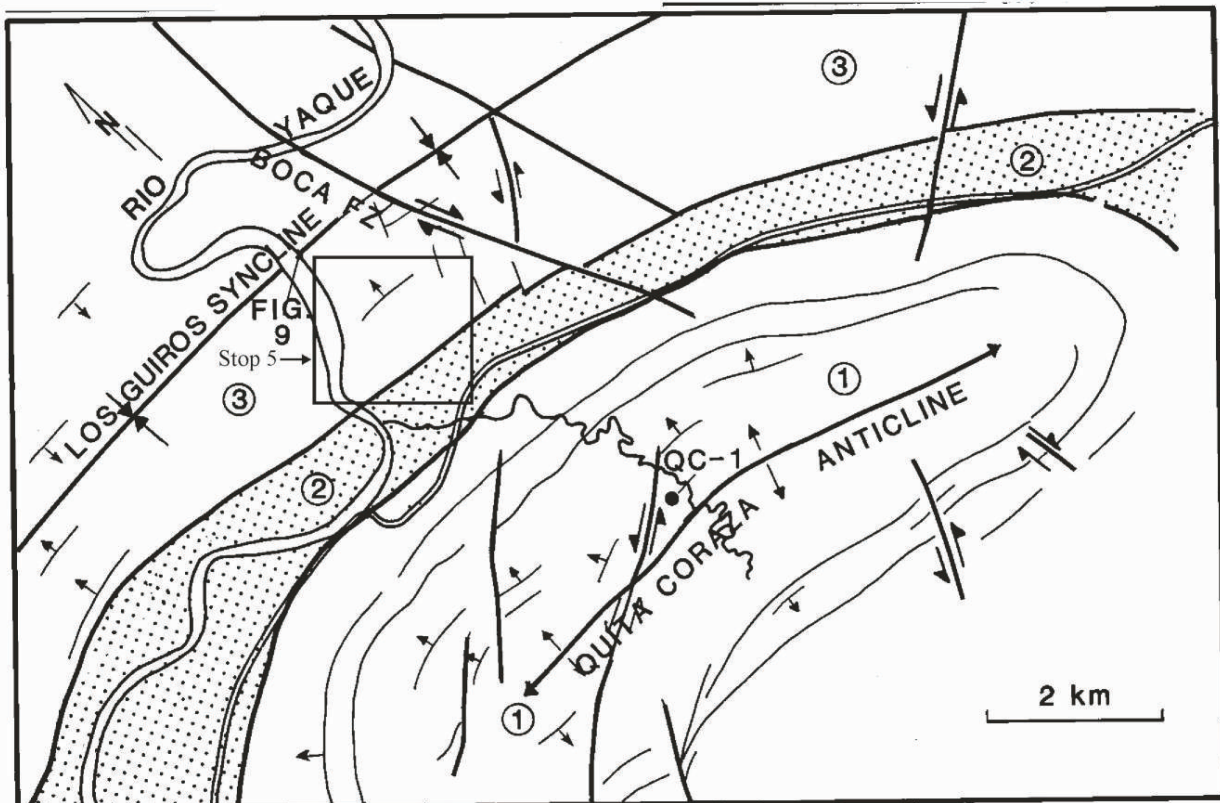 N
RIO YAQUE
BOCA F.Z.
LOS GUIROS SYNCLINE
FIG. 9
Stop 5
3
2
3
2
1
QC-1
QUITA CORAZA ANTICLINE
1
2 km